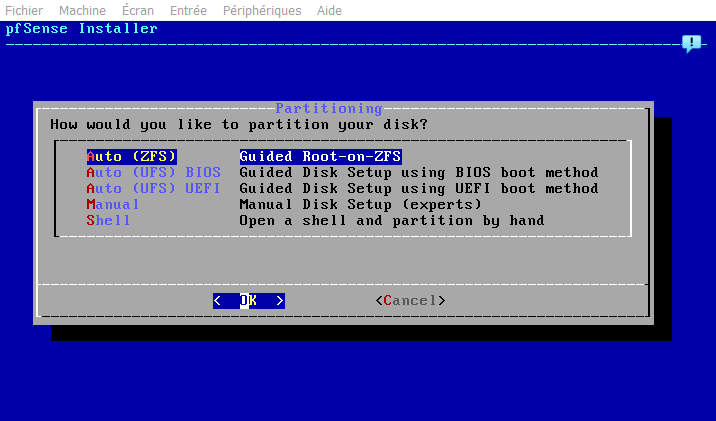 Fichier Machine Écran Entrée Périphériques Aide
pfSense Installer
Partitioning
How would you like to partition your disk?
Auto (ZFS) Guided Root-on-ZFS
Auto (UFS) BIOS Guided Disk Setup using BIOS boot method
Auto (UFS) UEFI Guided Disk Setup using UEFI boot method
Manual Manual Disk Setup (experts)
Shell Open a shell and partition by hand
< OK > <Cancel>